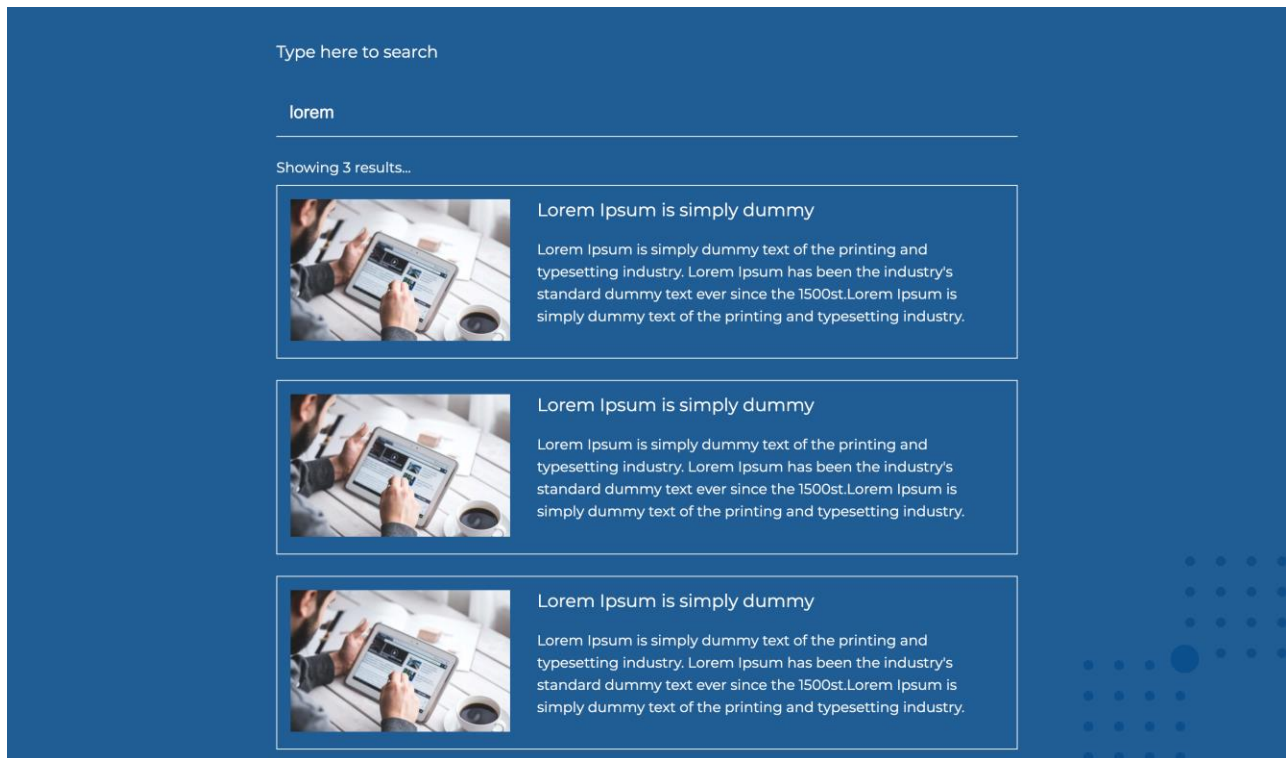 Type here to search
lorem
Showing 3 results...
Lorem Ipsum is simply dummy
Lorem Ipsum is simply dummy text of the printing and
typesetting industry. Lorem Ipsum has been the industry's
standard dummy text ever since the 1500st.Lorem Ipsum is
simply dummy text of the printing and typesetting industry.
Lorem Ipsum is simply dummy
Lorem Ipsum is simply dummy text of the printing and
typesetting industry. Lorem Ipsum has been the industry's
standard dummy text ever since the 1500st.Lorem Ipsum is
simply dummy text of the printing and typesetting industry.
Lorem Ipsum is simply dummy
Lorem Ipsum is simply dummy text of the printing and
typesetting industry. Lorem Ipsum has been the industry's
standard dummy text ever since the 1500st.Lorem Ipsum is
simply dummy text of the printing and typesetting industry.